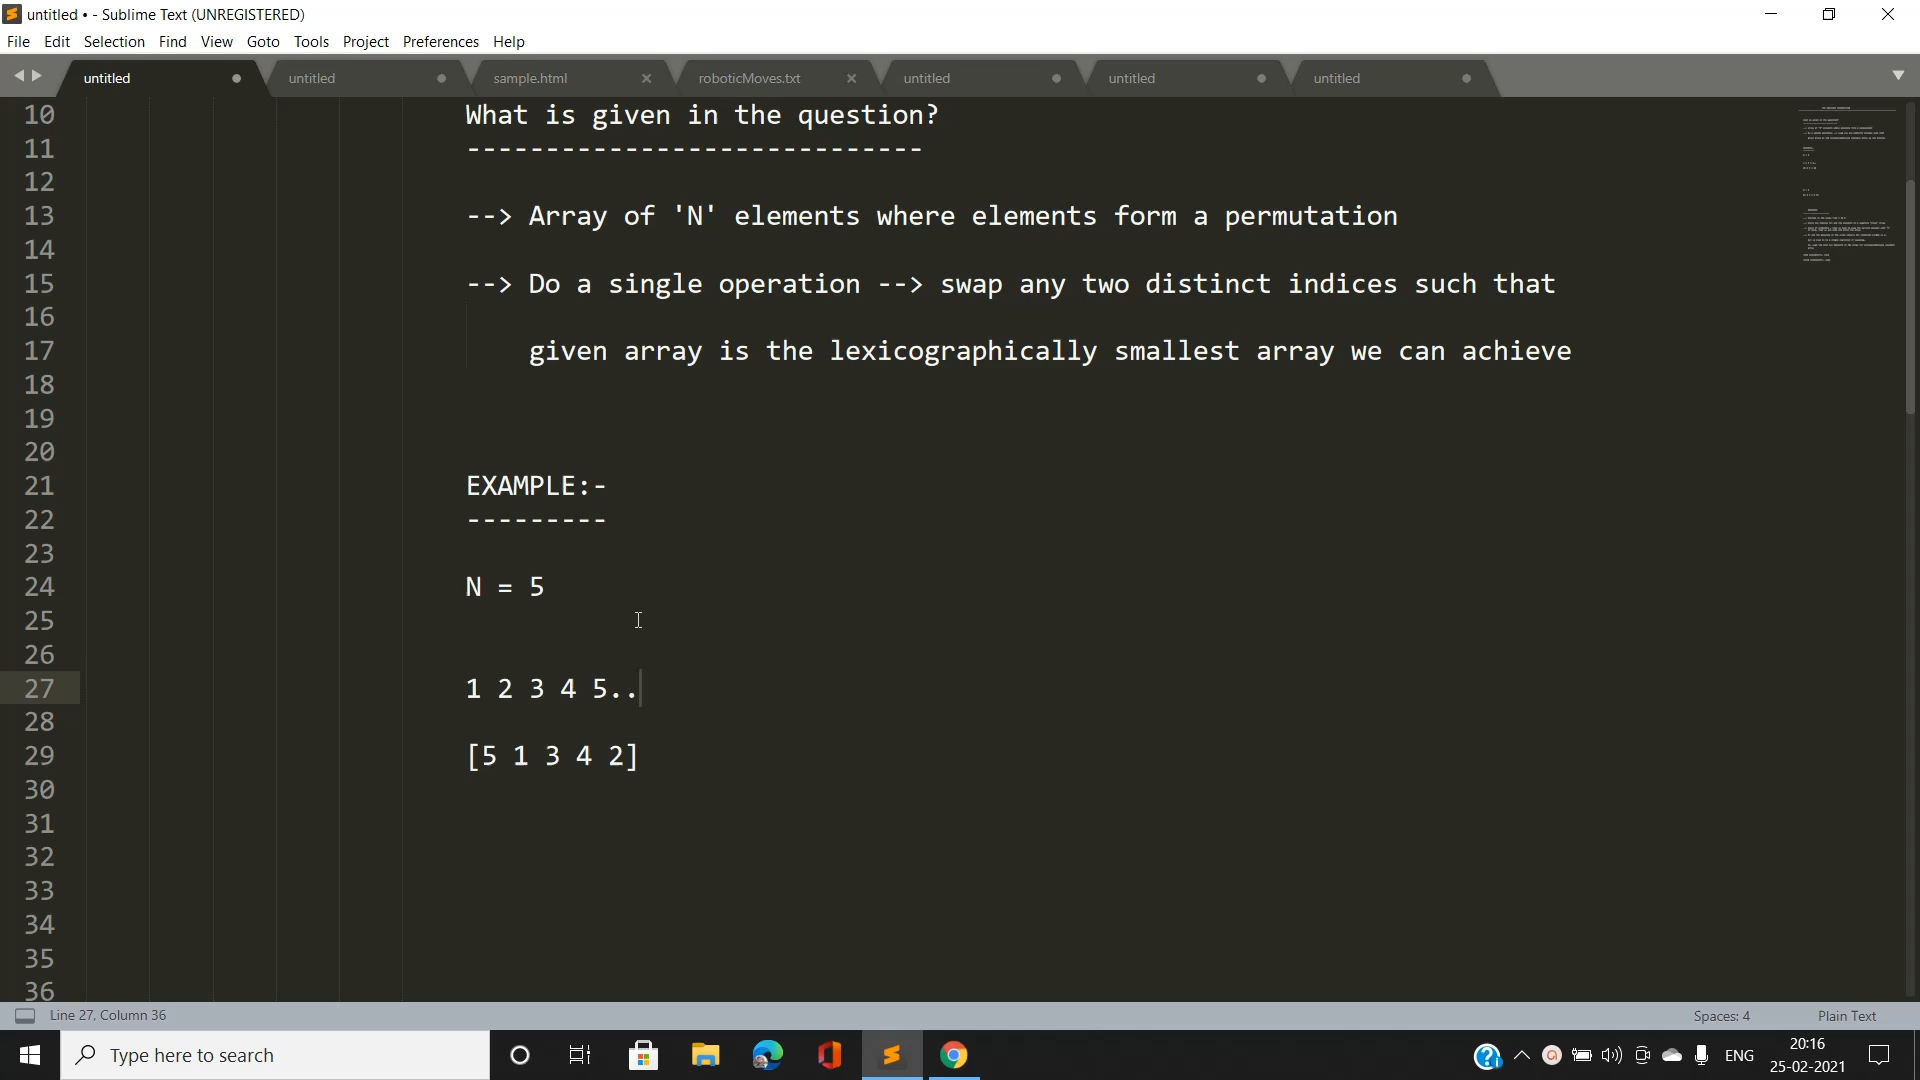 untitled • - Sublime Text (UNREGISTERED)
File Edit Selection Find View Goto Tools Project Preferences Help
untitled untitled sample.html roboticMoves.txt untitled untitled untitled
10 What is given in the question?
11 -----------------------------
12
13 --> Array of 'N' elements where elements form a permutation
14
15 --> Do a single operation --> swap any two distinct indices such that
16
17 given array is the lexicographically smallest array we can achieve
18
19
20
21 EXAMPLE:-
22 ---------
23
24 N = 5
25
26
27 1 2 3 4 5..
28
29 [5 1 3 4 2]
30
31
32
33
34
35
36
Line 27, Column 36 Spaces: 4 Plain Text
Type here to search ENG 20:16
25-02-2021